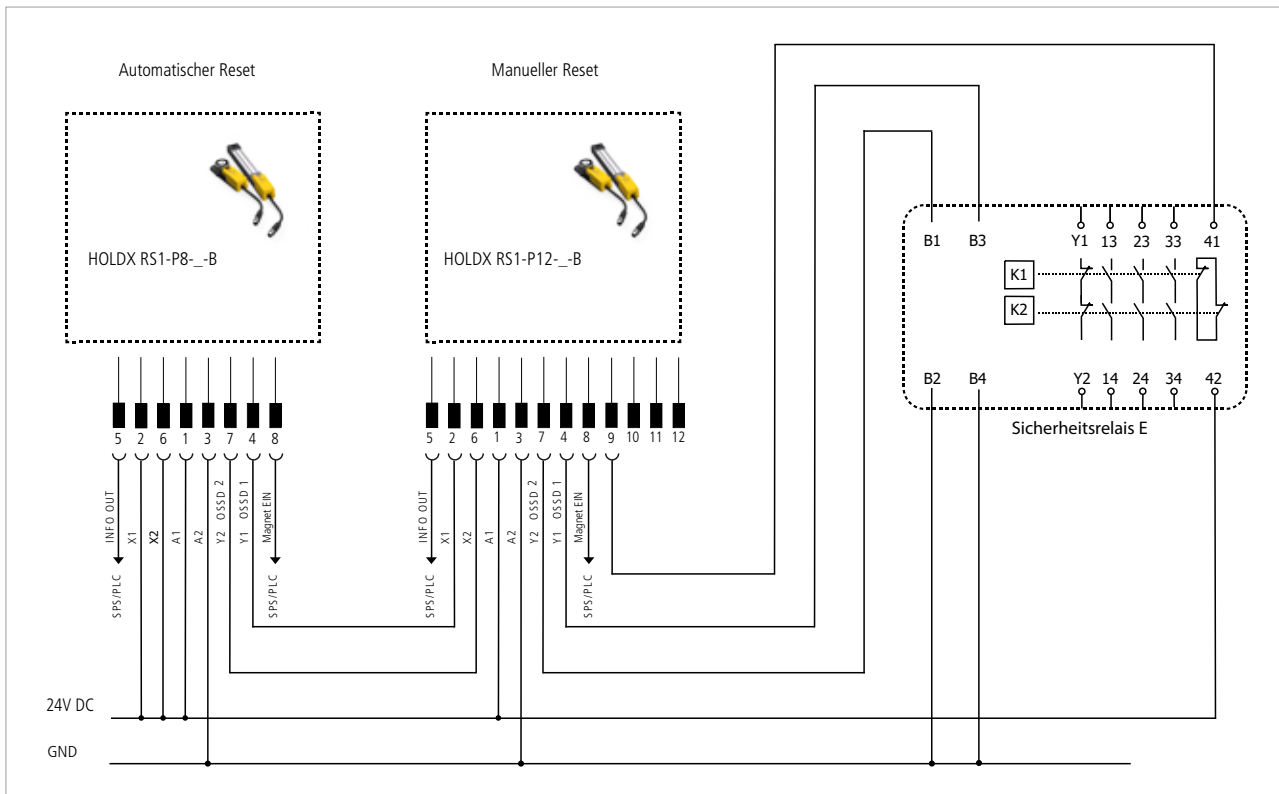 Automatischer Reset
Manueller Reset
HOLDX RS1-P8-_-B
HOLDX RS1-P12-_-B
B1 B3 Y1 13 23 33 41
K1
K2
B2 B4 Y2 14 24 34 42
Sicherheitsrelais E
5 2 6 1 3 7 4 8
5 2 6 1 3 7 4 8 9 10 11 12
INFO OUT
X1
X2
A1
A2
Y2 OSSD 2
Y1 OSSD 1
Magnet EIN
SPS/PLC
SPS/PLC
INFO OUT
X1
X2
A1
A2
Y2 OSSD 2
Y1 OSSD 1
Magnet EIN
SPS/PLC
SPS/PLC
24V DC
GND